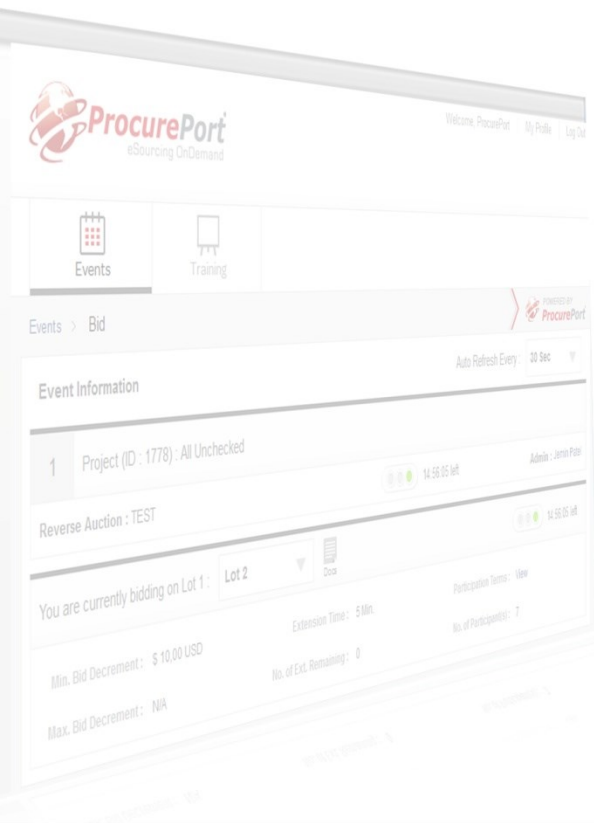 ProcurePort
eSourcing OnDemand
Welcome, ProcurePort My Profile Log Out
Events Training
Events > Bid
POWERED BY
ProcurePort
Event Information
Auto Refresh Every : 30 Sec
1 Project (ID : 1778) : All Unchecked
14:56:05 left
Admin :
Reverse Auction : TEST
14:56:05 left
You are currently bidding on Lot 1 : Lot 2
Docs
Min. Bid Decrement : $ 10,00 USD
Extension Time : 5 Min.
Participation Terms : View
Max. Bid Decrement : N/A
No. of Ext. Remaining : 0
No. of Participant(s) : 7